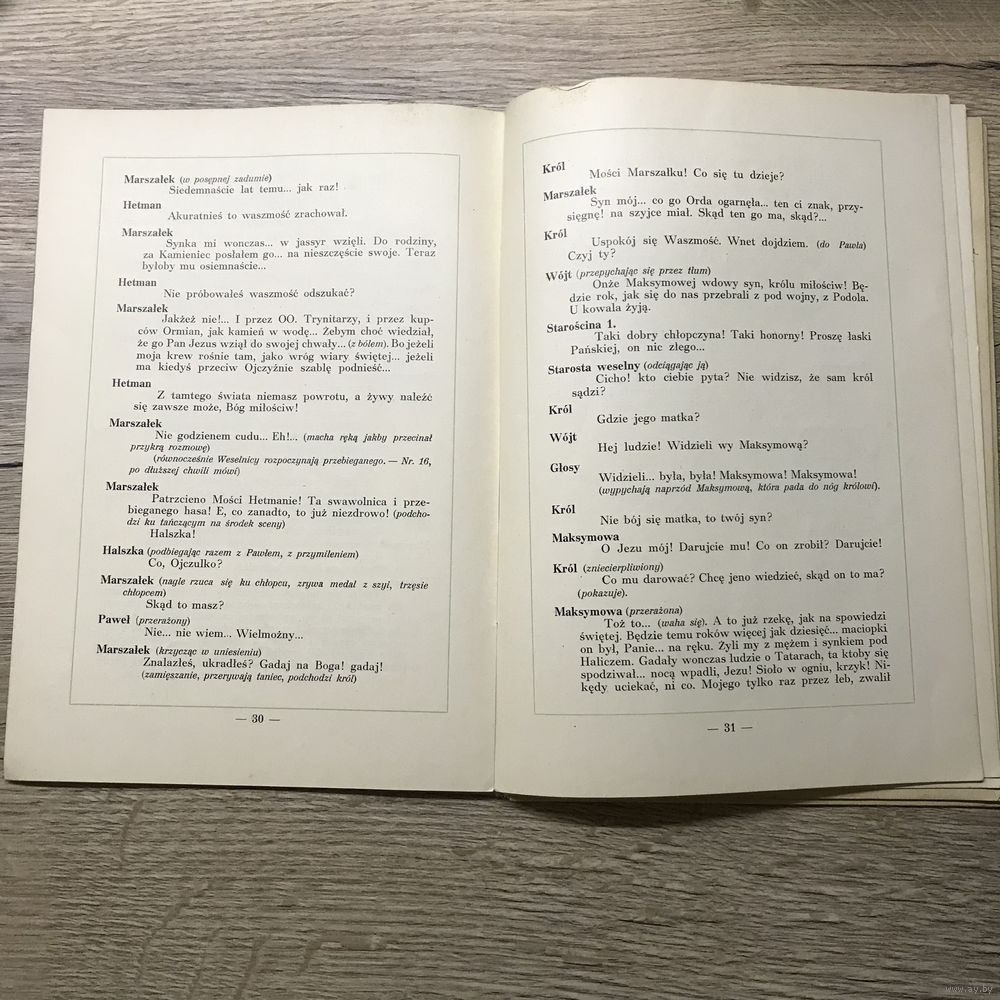 Marszałek (w posępnej zadumie)
Siedemnaście lat temu... jak raz!
Hetman
Akuratnieś to waszmość zrachował.
Marszałek
Synka mi wonczas... w jassyr wzięli. Do rodziny,
za Kamieniec posłałem go... na nieszczęście swoje. Teraz
byłoby mu osiemnaście...
Hetman
Nie próbowałeś waszmość odszukać?
Marszałek
Jakżeż nie!... I przez OO. Trynitarzy, i przez kup-
ców Ormian, jak kamień w wodę... Żebym choć wiedział,
że go Pan Jezus wziął do swojej chwały... (z bólem). Bo jeżeli
moja krew rośnie tam, jako wróg wiary świętej... jeżeli
ma kiedyś przeciw Ojczyźnie szablę podnieść...
Hetman
Z tamtego świata niemasz powrotu, a żywy naleźć
się zawsze może, Bóg miłościw!
Marszałek
Nie godzienem cudu... Eh!... (macha ręką jakby przecinał
przykrą rozmowę)
(równocześnie Weselnicy rozpoczynają przebieganego. — Nr. 16,
po dłuższej chwili mówi)
Marszałek
Patrzcieno Mości Hetmanie! Ta swawolnica i prze-
bieganego hasa! E, co zanadto, to już niezdrowo! (podcho-
dzi ku tańczącym na środek sceny)
Halszka!
Halszka (podbiegając razem z Pawłem, z przymileniem)
Co, Ojczulko?
Marszałek (nagle rzuca się ku chłopcu, zrywa medal z szyi, trzęsie
chłopcem)
Skąd to masz?
Paweł (przerażony)
Nie... nie wiem... Wielmożny...
Marszałek (krzycząc w uniesieniu)
Znalazłeś, ukradłeś? Gadaj na Boga! gadaj!
(zamięszanie, przerywają taniec, podchodzi król)
— 30 —
Król
Mości Marszałku! Co się tu dzieje?
Marszałek
Syn mój... co go Orda ogarnęła... ten ci znak, przy-
sięgnę! na szyjce miał. Skąd ten go ma, skąd?...
Król
Uspokój się Waszmość. Wnet dojdziem. (do Pawła)
Czyj ty?
Wójt (przepychając się przez tłum)
Onże Maksymowej wdowy syn, królu miłościw! Bę-
dzie rok, jak się do nas przebrali z pod wojny, z Podola.
U kowala żyją.
Starościna 1.
Taki dobry chłopczyna! Taki honorny! Proszę łaski
Pańskiej, on nic złego...
Starosta weselny (odciągając ją)
Cicho! kto ciebie pyta? Nie widzisz, że sam król
sądzi?
Król
Gdzie jego matka?
Wójt
Hej ludzie! Widzieli wy Maksymową?
Głosy
Widzieli... była, była! Maksymowa! Maksymowa!
(wypychają naprzód Maksymową, która pada do nóg królowi).
Król
Nie bój się matka, to twój syn?
Maksymowa
O Jezu mój! Darujcie mu! Co on zrobił? Darujcie!
Król (zniecierpliwiony)
Co mu darować? Chcę jeno wiedzieć, skąd on to ma?
(pokazuje).
Maksymowa (przerażona)
Toż to... (waha się). A to już rzekę, jak na spowiedzi
świętej. Będzie temu roków więcej jak dziesięć... maciopki
on był, Panie... na ręku. Żyli my z mężem i synkiem pod
Haliczem. Gadały wonczas ludzie o Tatarach, ta ktoby się
spodziwał... nocą wpadli, Jezu! Sioło w ogniu, krzyk! Ni-
kędy uciekać, ni co. Mojego tylko raz przez łeb, zwalił
— 31 —
www.ay.by